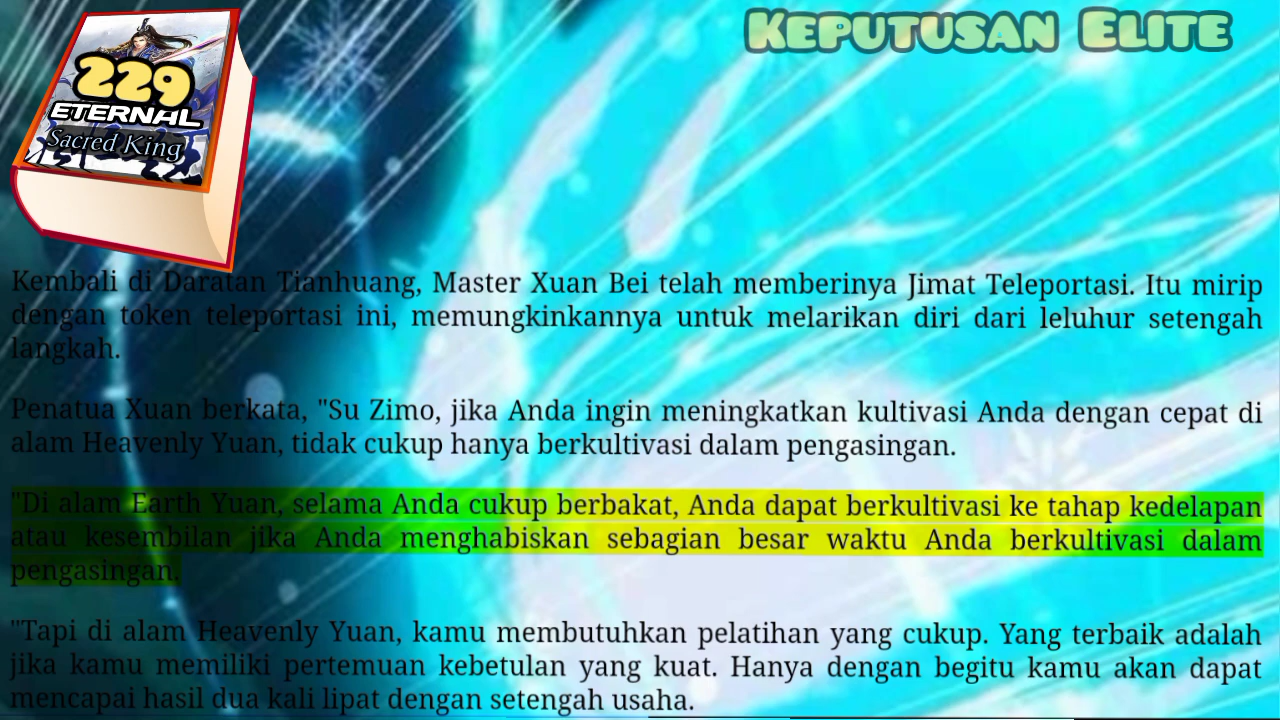 Keputusan Elite
229
ETERNAL
Sacred King
Kembali di Daratan Tianhuang, Master Xuan Bei telah memberinya Jimat Teleportasi. Itu mirip
dengan token teleportasi ini, memungkinkannya untuk melarikan diri dari leluhur setengah
langkah.
Penatua Xuan berkata, "Su Zimo, jika Anda ingin meningkatkan kultivasi Anda dengan cepat di
alam Heavenly Yuan, tidak cukup hanya berkultivasi dalam pengasingan.
"Di alam Earth Yuan, selama Anda cukup berbakat, Anda dapat berkultivasi ke tahap kedelapan
atau kesembilan jika Anda menghabiskan sebagian besar waktu Anda berkultivasi dalam
pengasingan.
"Tapi di alam Heavenly Yuan, kamu membutuhkan pelatihan yang cukup. Yang terbaik adalah
jika kamu memiliki pertemuan kebetulan yang kuat. Hanya dengan begitu kamu akan dapat
mencapai hasil dua kali lipat dengan setengah usaha.